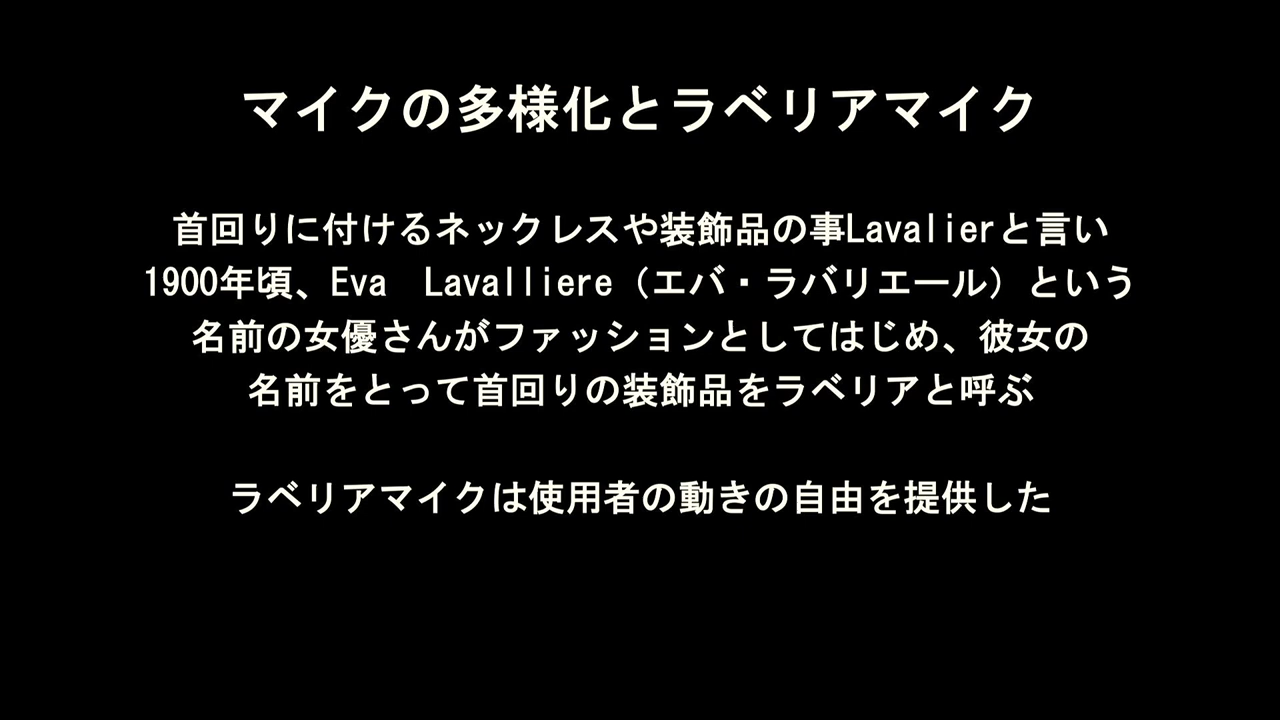 マイクの多様化とラベリアマイク
首回りに付けるネックレスや装飾品の事Lavalierと言い
1900年頃、Eva　Lavalliere（エバ・ラバリエール）という
名前の女優さんがファッションとしてはじめ、彼女の
名前をとって首回りの装飾品をラベリアと呼ぶ
ラベリアマイクは使用者の動きの自由を提供した